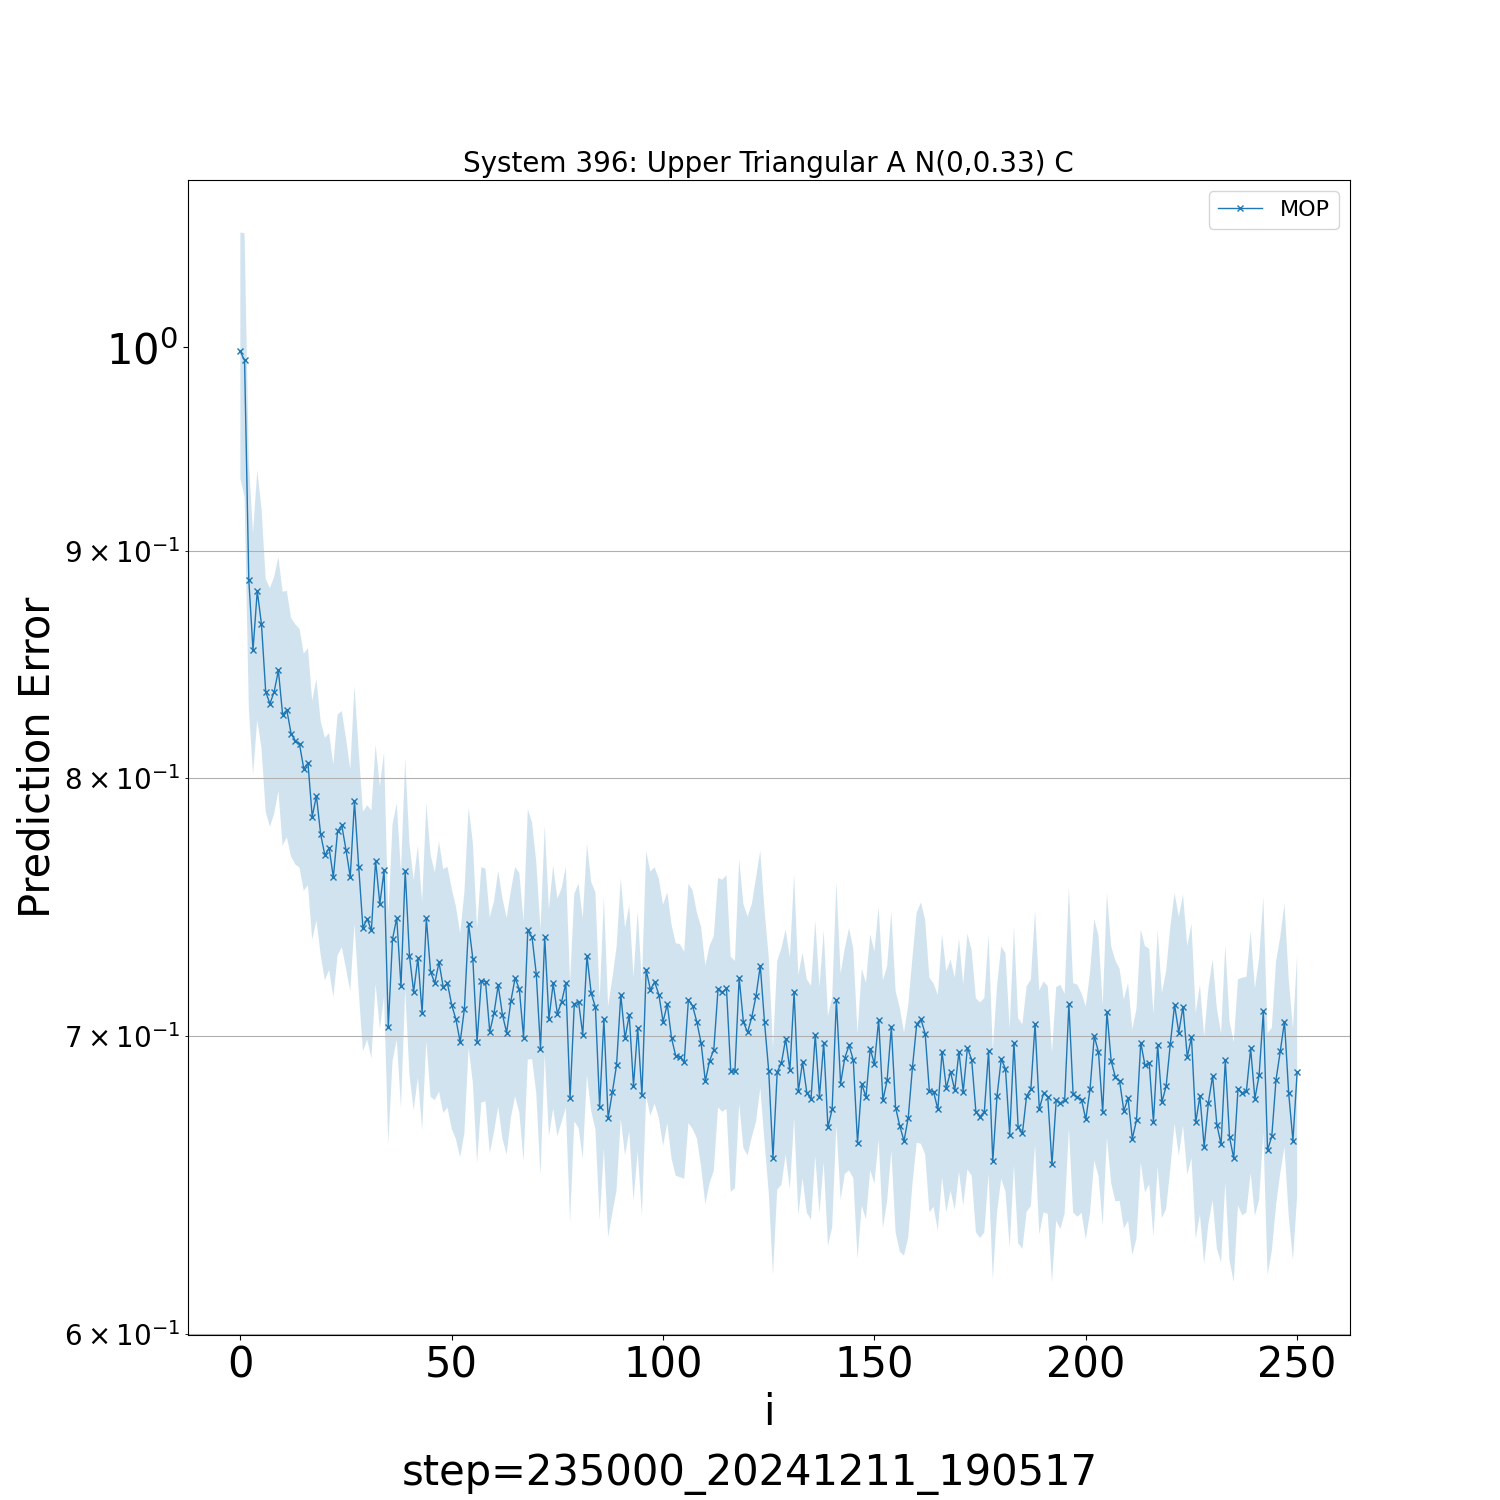 System 396: Upper Triangular A N(0,0.33) C
MOP
10⁰
9 × 10⁻¹
8 × 10⁻¹
7 × 10⁻¹
6 × 10⁻¹
Prediction Error
0 50 100 150 200 250
i
step=235000_20241211_190517